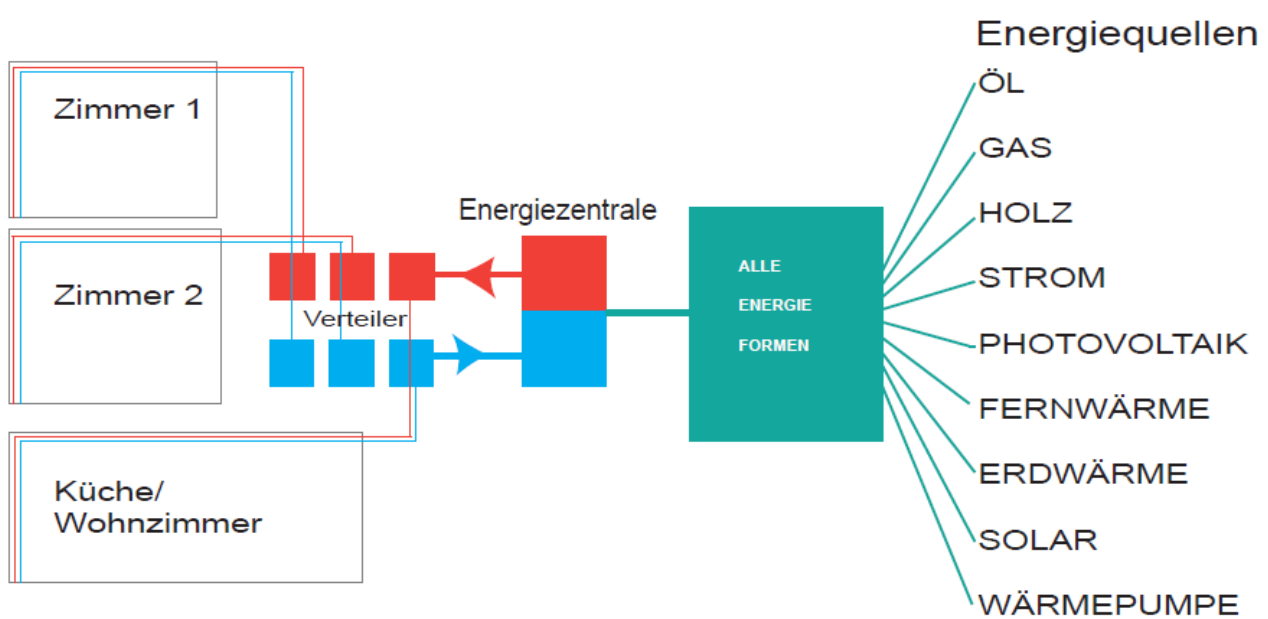 Energiequellen
Zimmer 1
Zimmer 2
Küche/
Wohnzimmer
Verteiler
Energiezentrale
ALLE
ENERGIE
FORMEN
ÖL
GAS
HOLZ
STROM
PHOTOVOLTAIK
FERNWÄRME
ERDWÄRME
SOLAR
WÄRMEPUMPE